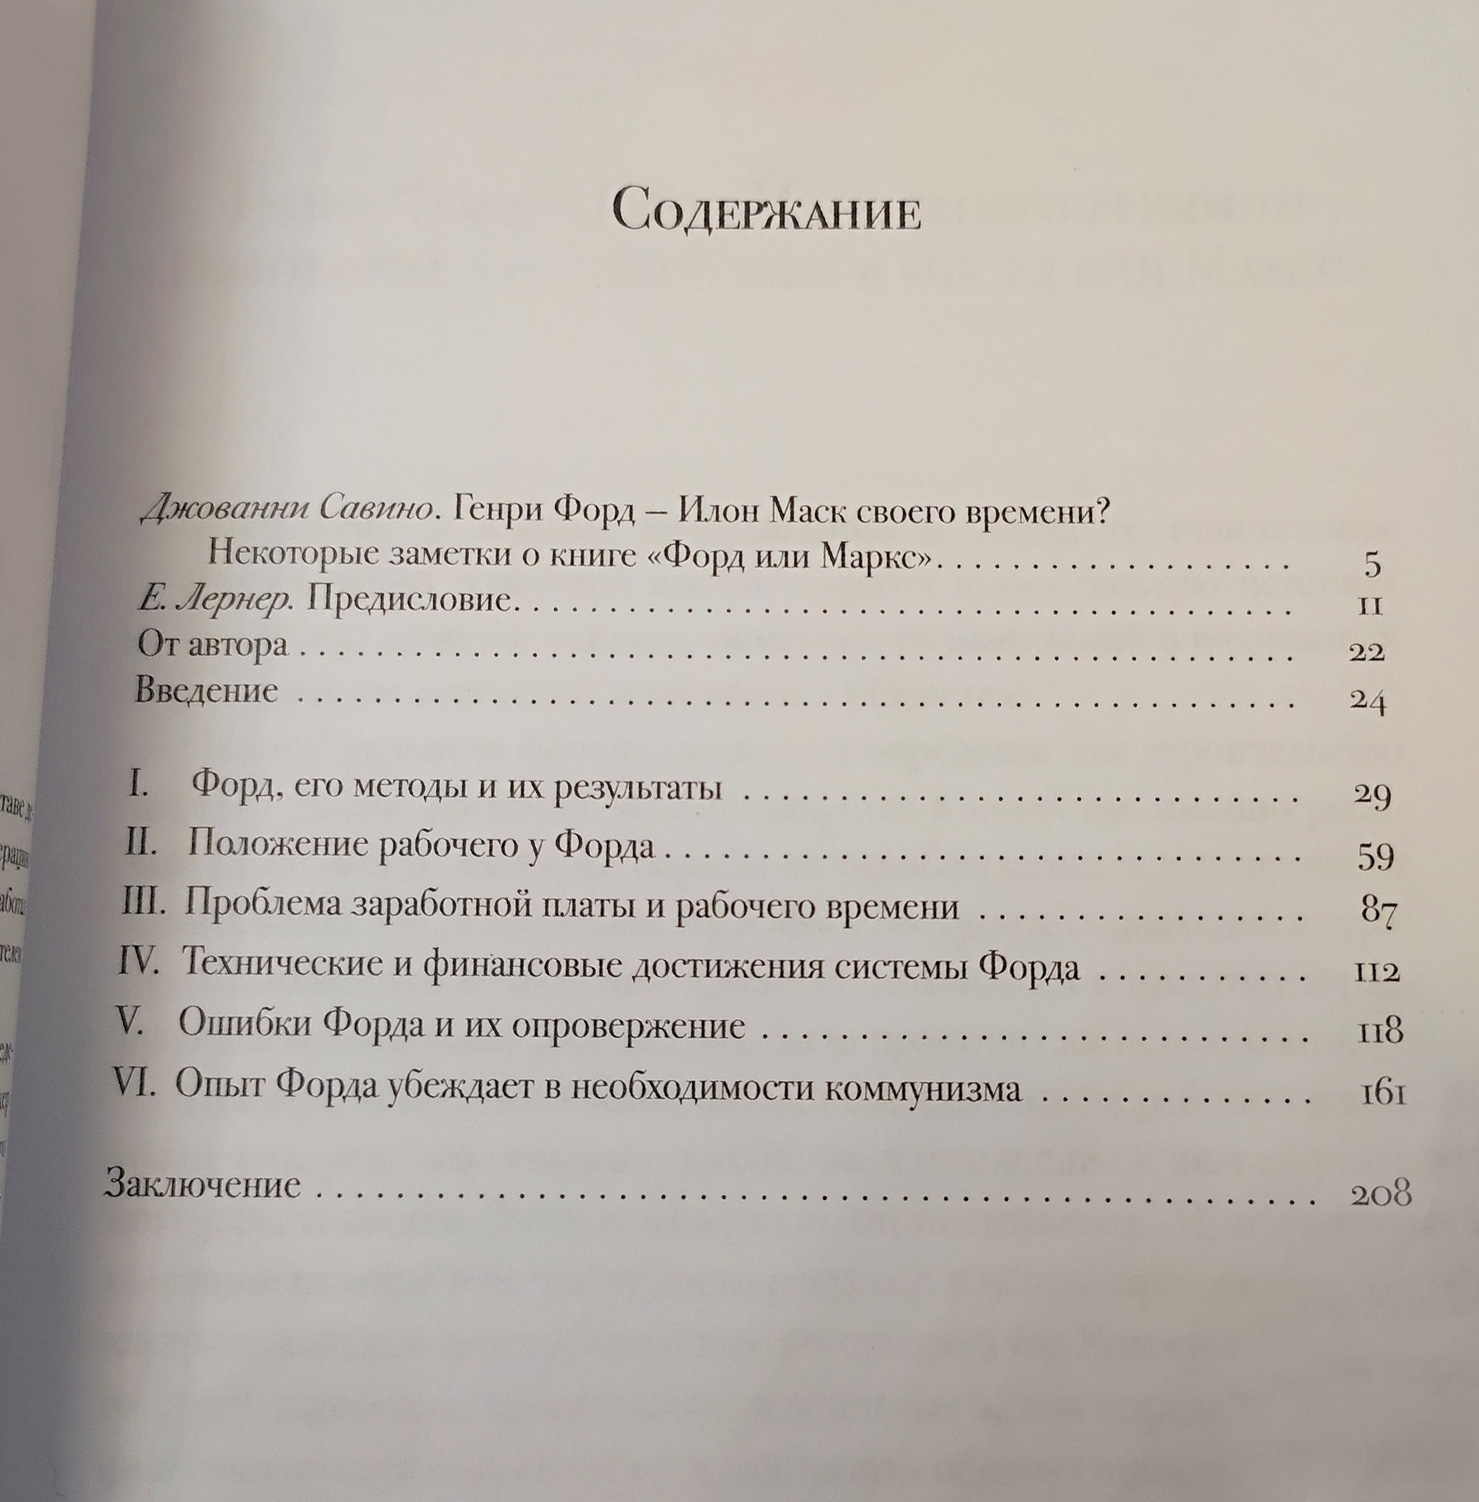 Содержание
Джованни Савино. Генри Форд – Илон Маск своего времени?
Некоторые заметки о книге «Форд или Маркс». . . . . . . . . . . . . . . . . . . 5
Е. Лернер. Предисловие. . . . . . . . . . . . . . . . . . . . . . . . . . . . . . . . . . . . . . . . 11
От автора . . . . . . . . . . . . . . . . . . . . . . . . . . . . . . . . . . . . . . . . . . . . . . . . . . . 22
Введение . . . . . . . . . . . . . . . . . . . . . . . . . . . . . . . . . . . . . . . . . . . . . . . . . . . 24
I. Форд, его методы и их результаты . . . . . . . . . . . . . . . . . . . . . . . . . . . . . 29
II. Положение рабочего у Форда . . . . . . . . . . . . . . . . . . . . . . . . . . . . . . . . . 59
III. Проблема заработной платы и рабочего времени . . . . . . . . . . . . . . . . . 87
IV. Технические и финансовые достижения системы Форда . . . . . . . . . . . 112
V. Ошибки Форда и их опровержение . . . . . . . . . . . . . . . . . . . . . . . . . . . . 118
VI. Опыт Форда убеждает в необходимости коммунизма . . . . . . . . . . . . . . 161
Заключение . . . . . . . . . . . . . . . . . . . . . . . . . . . . . . . . . . . . . . . . . . . . . . . . . . 208